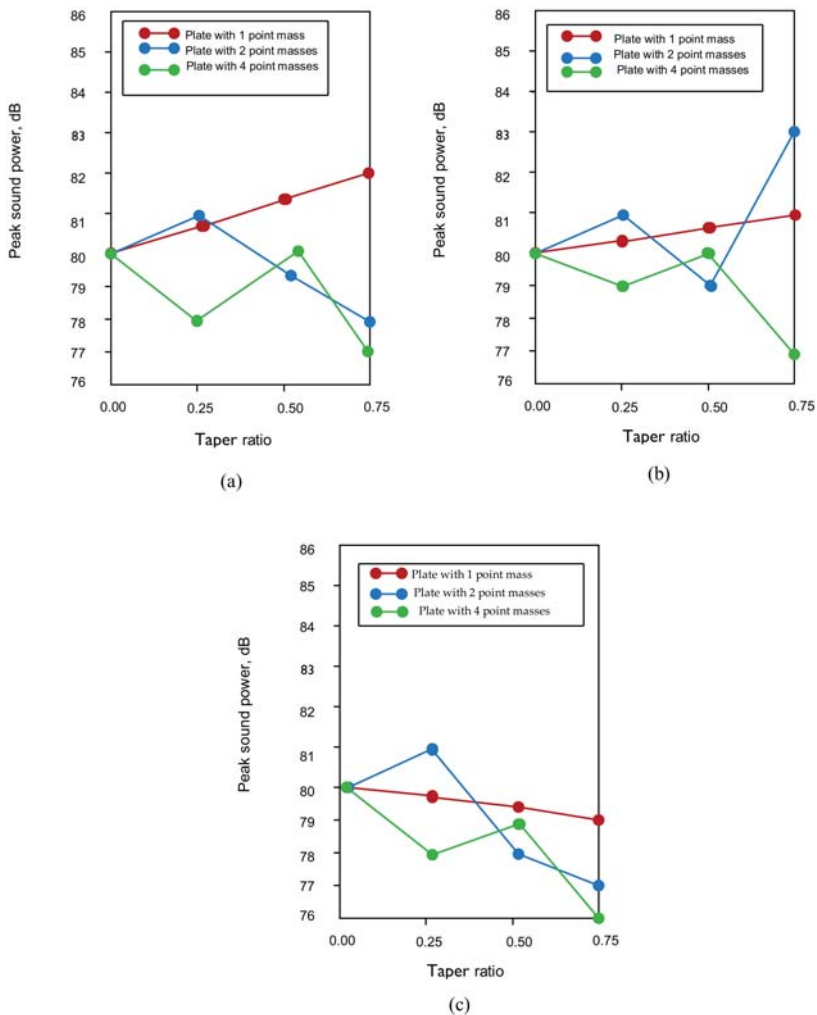 86
85
84
83
82
81
80
79
78
77
76
Peak sound power, dB
Plate with 1 point mass
Plate with 2 point masses
Plate with 4 point masses
0.00 0.25 0.50 0.75
Taper ratio
(a)
86
85
84
83
82
81
80
79
78
77
76
Peak sound power, dB
Plate with 1 point mass
Plate with 2 point masses
Plate with 4 point masses
0.00 0.25 0.50 0.75
Taper ratio
(b)
86
85
84
83
82
81
80
79
78
77
76
Peak sound power, dB
Plate with 1 point mass
Plate with 2 point masses
Plate with 4 point masses
0.00 0.25 0.50 0.75
Taper ratio
(c)